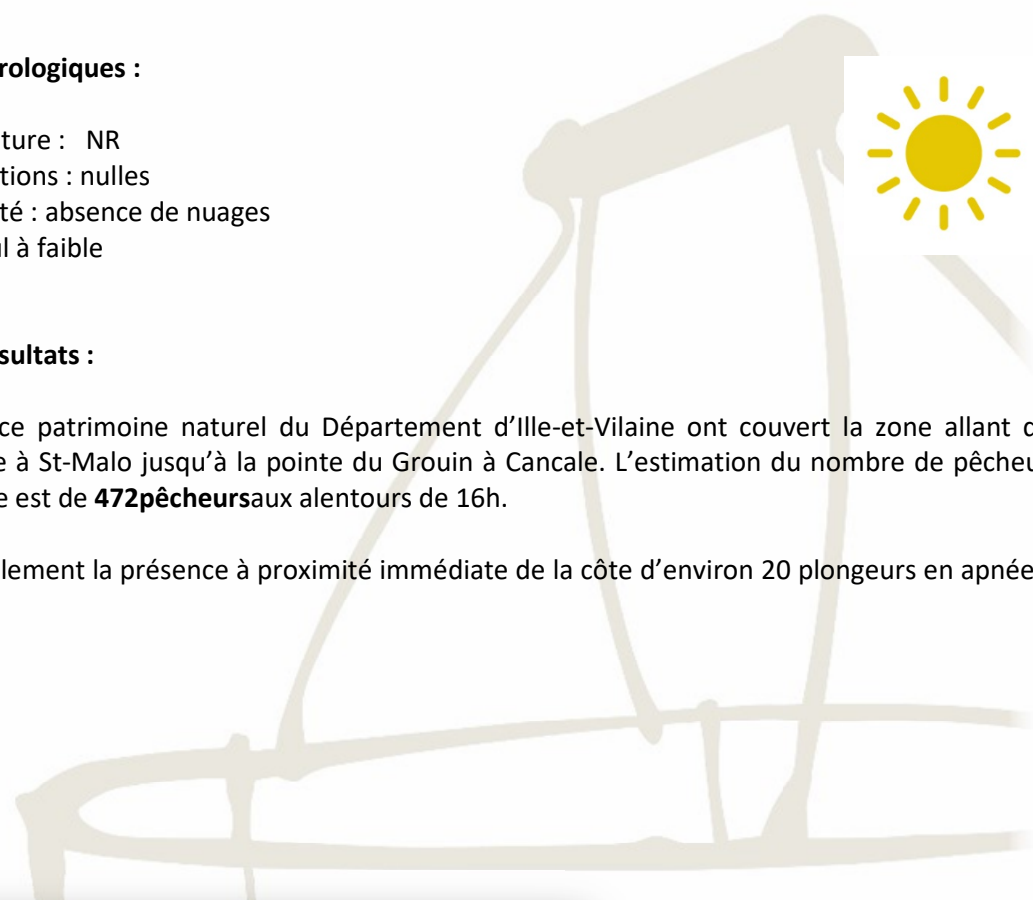 rologiques :
ture : NR
tions : nulles
té : absence de nuages
l à faible
sultats :
ce patrimoine naturel du Département d’Ille-et-Vilaine ont couvert la zone allant d
e à St-Malo jusqu’à la pointe du Grouin à Cancale. L’estimation du nombre de pêcheu
e est de 472pêcheursaux alentours de 16h.
lement la présence à proximité immédiate de la côte d’environ 20 plongeurs en apnée